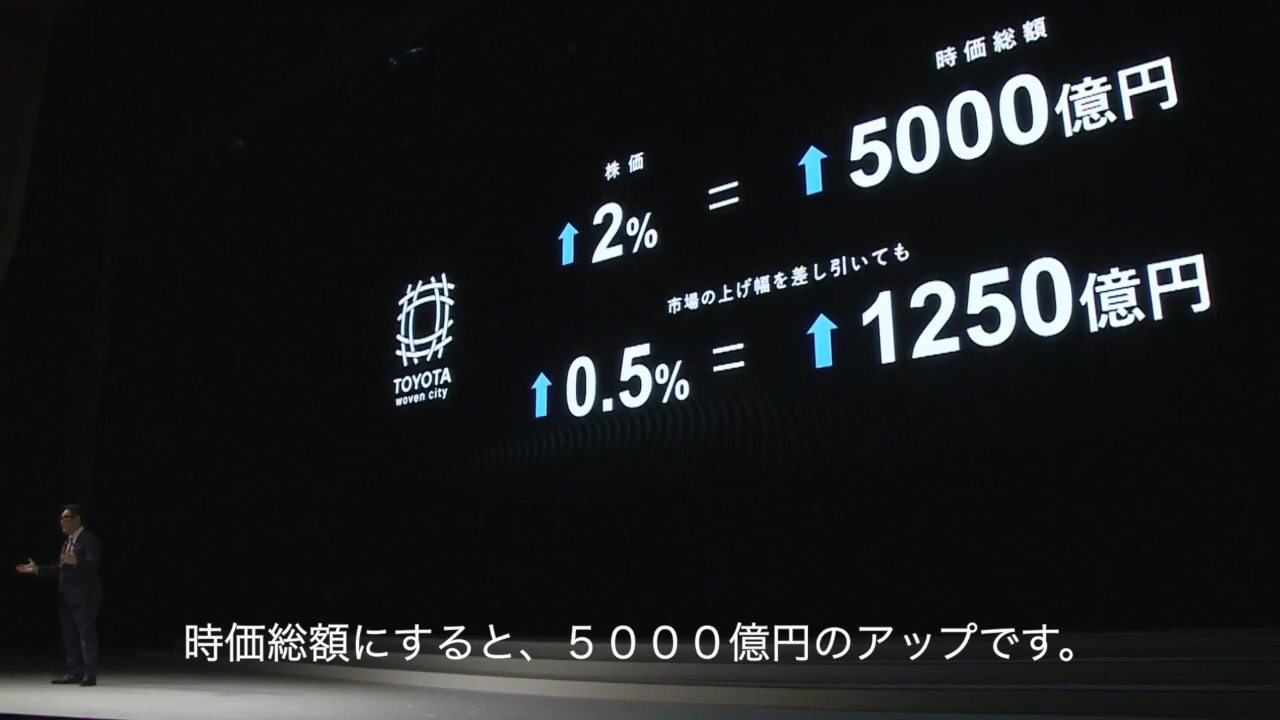 時価総額
株価
↑2% = ↑5000億円
市場の上げ幅を差し引いても
↑0.5% = ↑1250億円
TOYOTA
woven city
時価総額にすると、５０００億円のアップです。